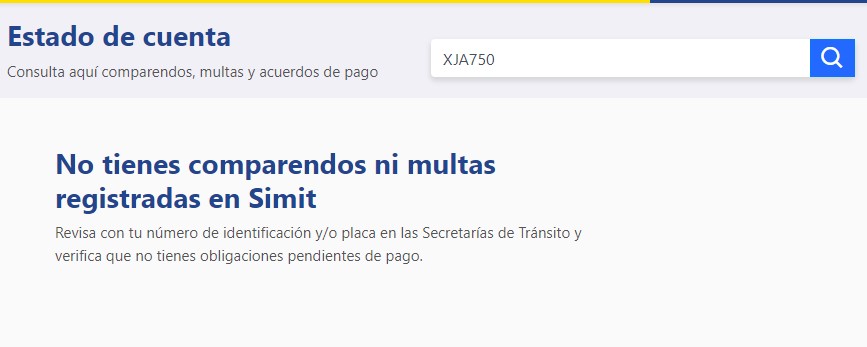 Estado de cuenta
Consulta aquí comparendos, multas y acuerdos de pago
XJA750
No tienes comparendos ni multas
registradas en Simit
Revisa con tu número de identificación y/o placa en las Secretarías de Tránsito y
verifica que no tienes obligaciones pendientes de pago.